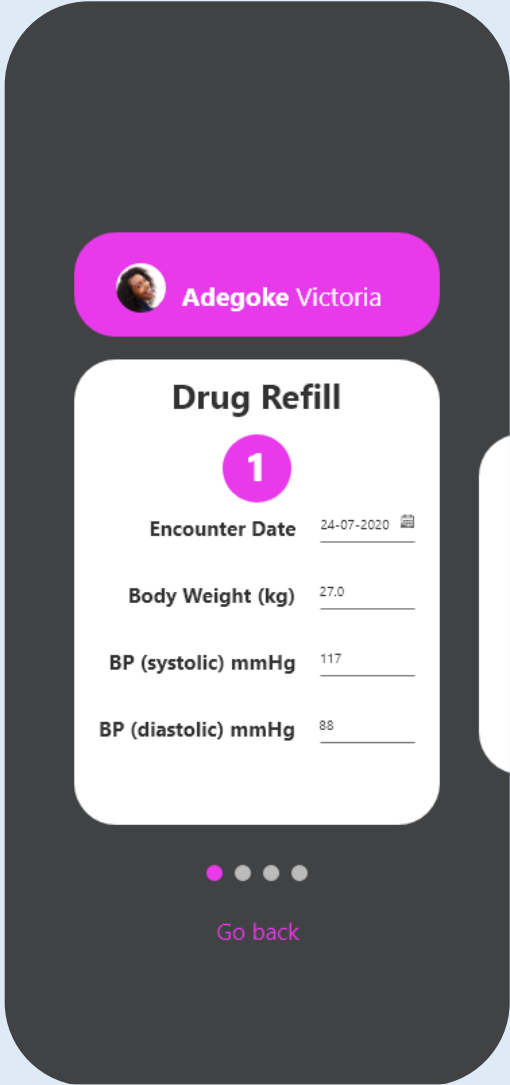 Adegoke Victoria
Drug Refill
1
Encounter Date 24-07-2020
Body Weight (kg) 27.0
BP (systolic) mmHg 117
BP (diastolic) mmHg 88
Go back